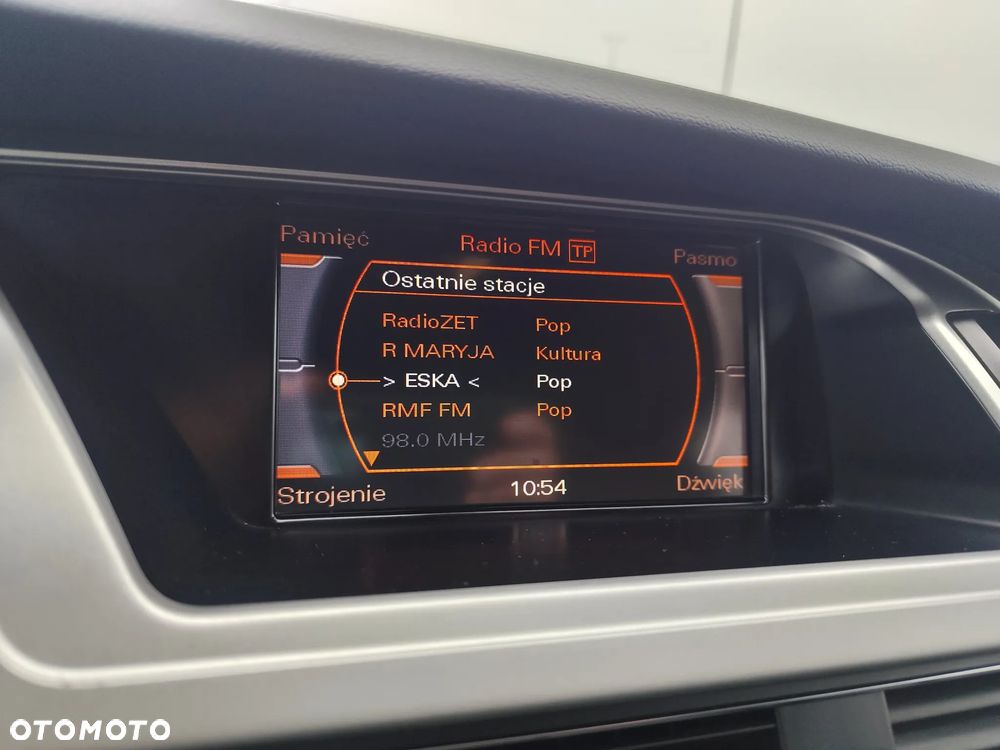 Pamięć Radio FM TP Pasmo
Ostatnie stacje
RadioZET Pop
R MARYJA Kultura
> ESKA < Pop
RMF FM Pop
98.0 MHz
Strojenie 10:54 Dźwięk
OTOMOTO